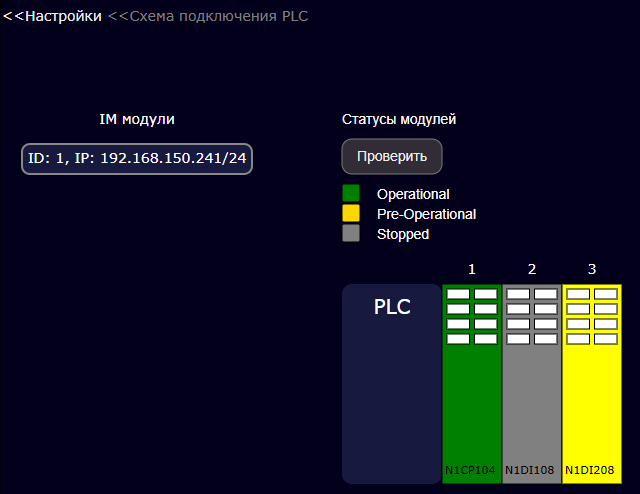 <<Настройки <<Схема подключения PLC
IM модули
ID: 1, IP: 192.168.150.241/24
Статусы модулей
Проверить
Operational
Pre-Operational
Stopped
1 2 3
PLC
N1CP104 N1DI108 N1DI208